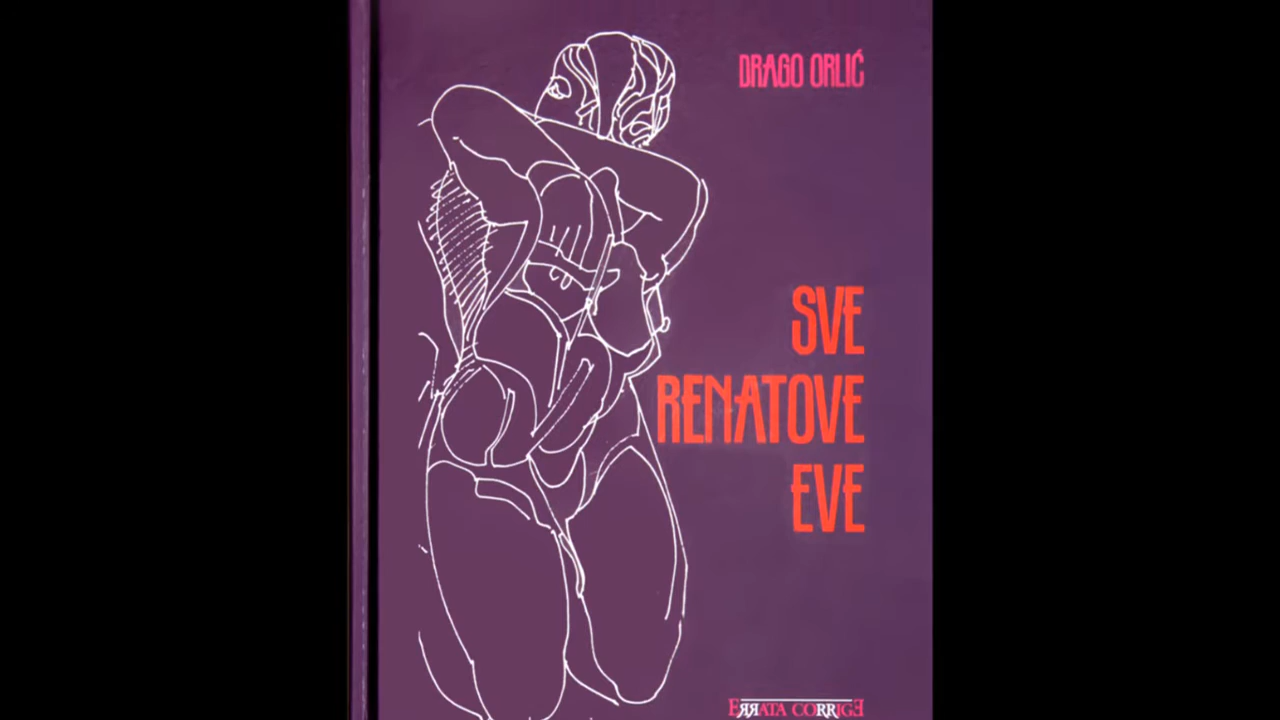 DRAGO ORLIĆ
SVE
RENATOVE
EVE
ERRATA CORRIGE